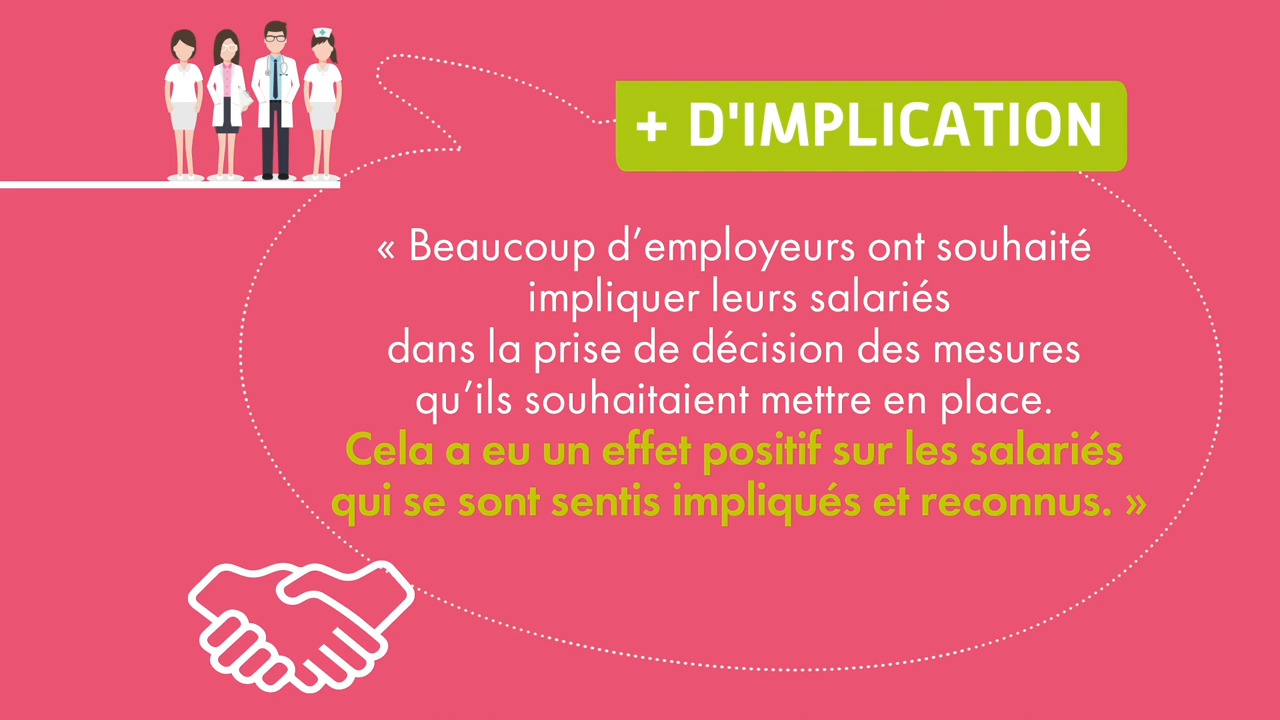 + D'IMPLICATION
« Beaucoup d’employeurs ont souhaité
impliquer leurs salariés
dans la prise de décision des mesures
qu’ils souhaitaient mettre en place.
Cela a eu un effet positif sur les salariés
qui se sont sentis impliqués et reconnus. »